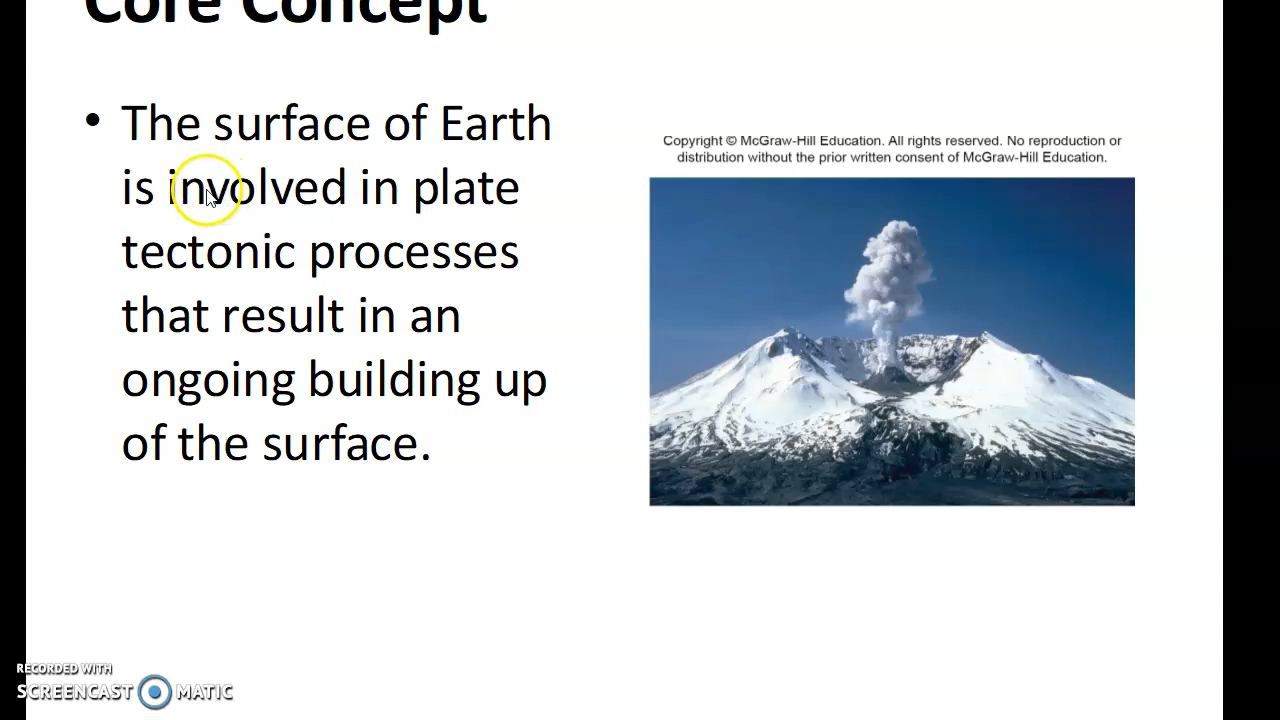 Core Concept
• The surface of Earth
is involved in plate
tectonic processes
that result in an
ongoing building up
of the surface.
Copyright © McGraw-Hill Education. All rights reserved. No reproduction or
distribution without the prior written consent of McGraw-Hill Education.
RECORDED WITH
SCREENCAST MATIC